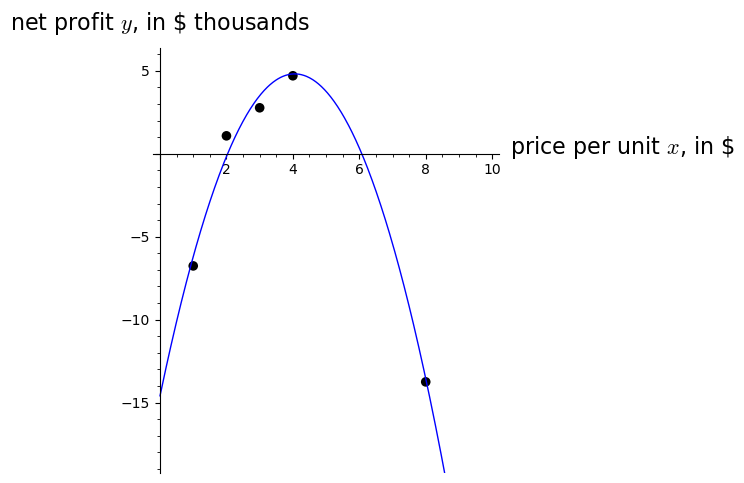 net profit y, in $ thousands
5
price per unit x, in $
2 4 6 8 10
−5
−10
−15